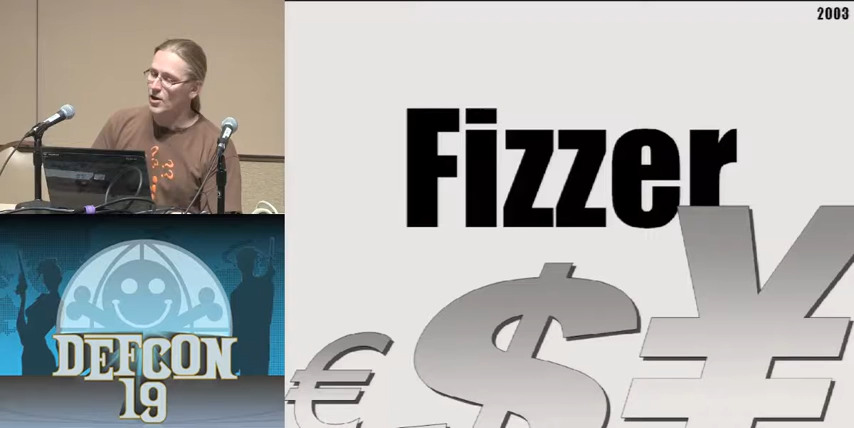 2003
Fizzer
€ $ ¥
DEFCON
19